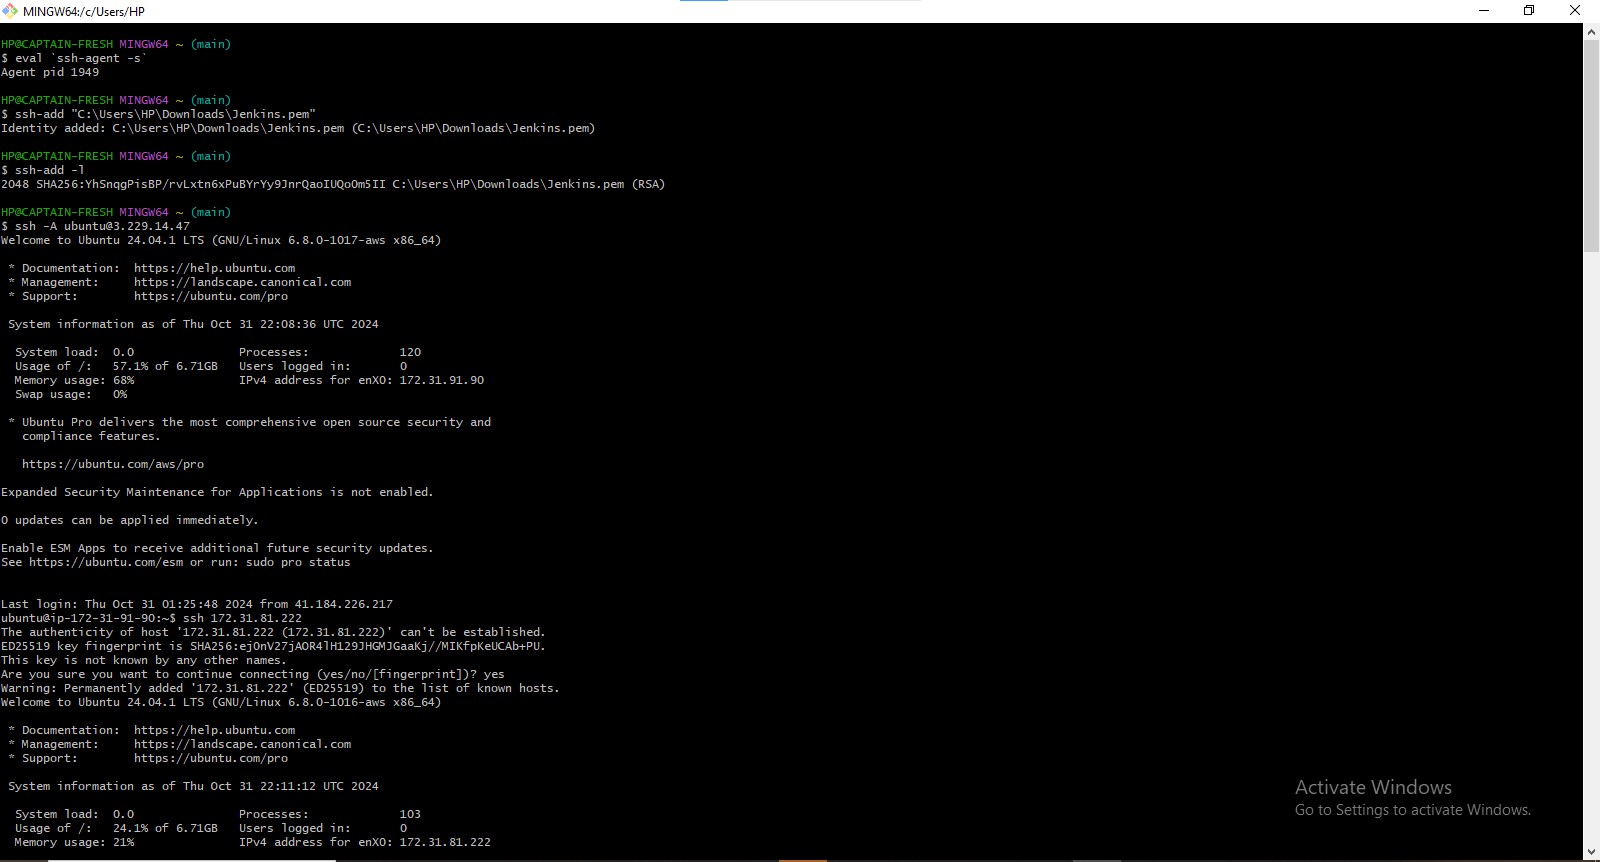 MINGW64:/c/Users/HP
HP@CAPTAIN-FRESH MINGW64 ~ (main)
$ eval `ssh-agent -s`
Agent pid 1949
HP@CAPTAIN-FRESH MINGW64 ~ (main)
$ ssh-add "C:\Users\HP\Downloads\Jenkins.pem"
Identity added: C:\Users\HP\Downloads\Jenkins.pem (C:\Users\HP\Downloads\Jenkins.pem)
HP@CAPTAIN-FRESH MINGW64 ~ (main)
$ ssh-add -l
2048 SHA256:YhSnqgPisBP/rvLxtn6xPuBYrYy9JnrQaoIUQoOm5II C:\Users\HP\Downloads\Jenkins.pem (RSA)
HP@CAPTAIN-FRESH MINGW64 ~ (main)
$ ssh -A ubuntu@3.229.14.47
Welcome to Ubuntu 24.04.1 LTS (GNU/Linux 6.8.0-1017-aws x86_64)
* Documentation:  https://help.ubuntu.com
* Management:     https://landscape.canonical.com
* Support:        https://ubuntu.com/pro
System information as of Thu Oct 31 22:08:36 UTC 2024
System load:  0.0               Processes:             120
Usage of /:   57.1% of 6.71GB   Users logged in:       0
Memory usage: 68%               IPv4 address for enX0: 172.31.91.90
Swap usage:   0%
* Ubuntu Pro delivers the most comprehensive open source security and
compliance features.
https://ubuntu.com/aws/pro
Expanded Security Maintenance for Applications is not enabled.
0 updates can be applied immediately.
Enable ESM Apps to receive additional future security updates.
See https://ubuntu.com/esm or run: sudo pro status
Last login: Thu Oct 31 01:25:48 2024 from 41.184.226.217
ubuntu@ip-172-31-91-90:~$ ssh 172.31.81.222
The authenticity of host '172.31.81.222 (172.31.81.222)' can't be established.
ED25519 key fingerprint is SHA256:ejOnV27jAOR4lH129JHGMJGaaKj//MIKfpKeUCAb+PU.
This key is not known by any other names.
Are you sure you want to continue connecting (yes/no/[fingerprint])? yes
Warning: Permanently added '172.31.81.222' (ED25519) to the list of known hosts.
Welcome to Ubuntu 24.04.1 LTS (GNU/Linux 6.8.0-1016-aws x86_64)
* Documentation:  https://help.ubuntu.com
* Management:     https://landscape.canonical.com
* Support:        https://ubuntu.com/pro
System information as of Thu Oct 31 22:11:12 UTC 2024
System load:  0.0               Processes:             103
Usage of /:   24.1% of 6.71GB   Users logged in:       0
Memory usage: 21%               IPv4 address for enX0: 172.31.81.222
Activate Windows
Go to Settings to activate Windows.